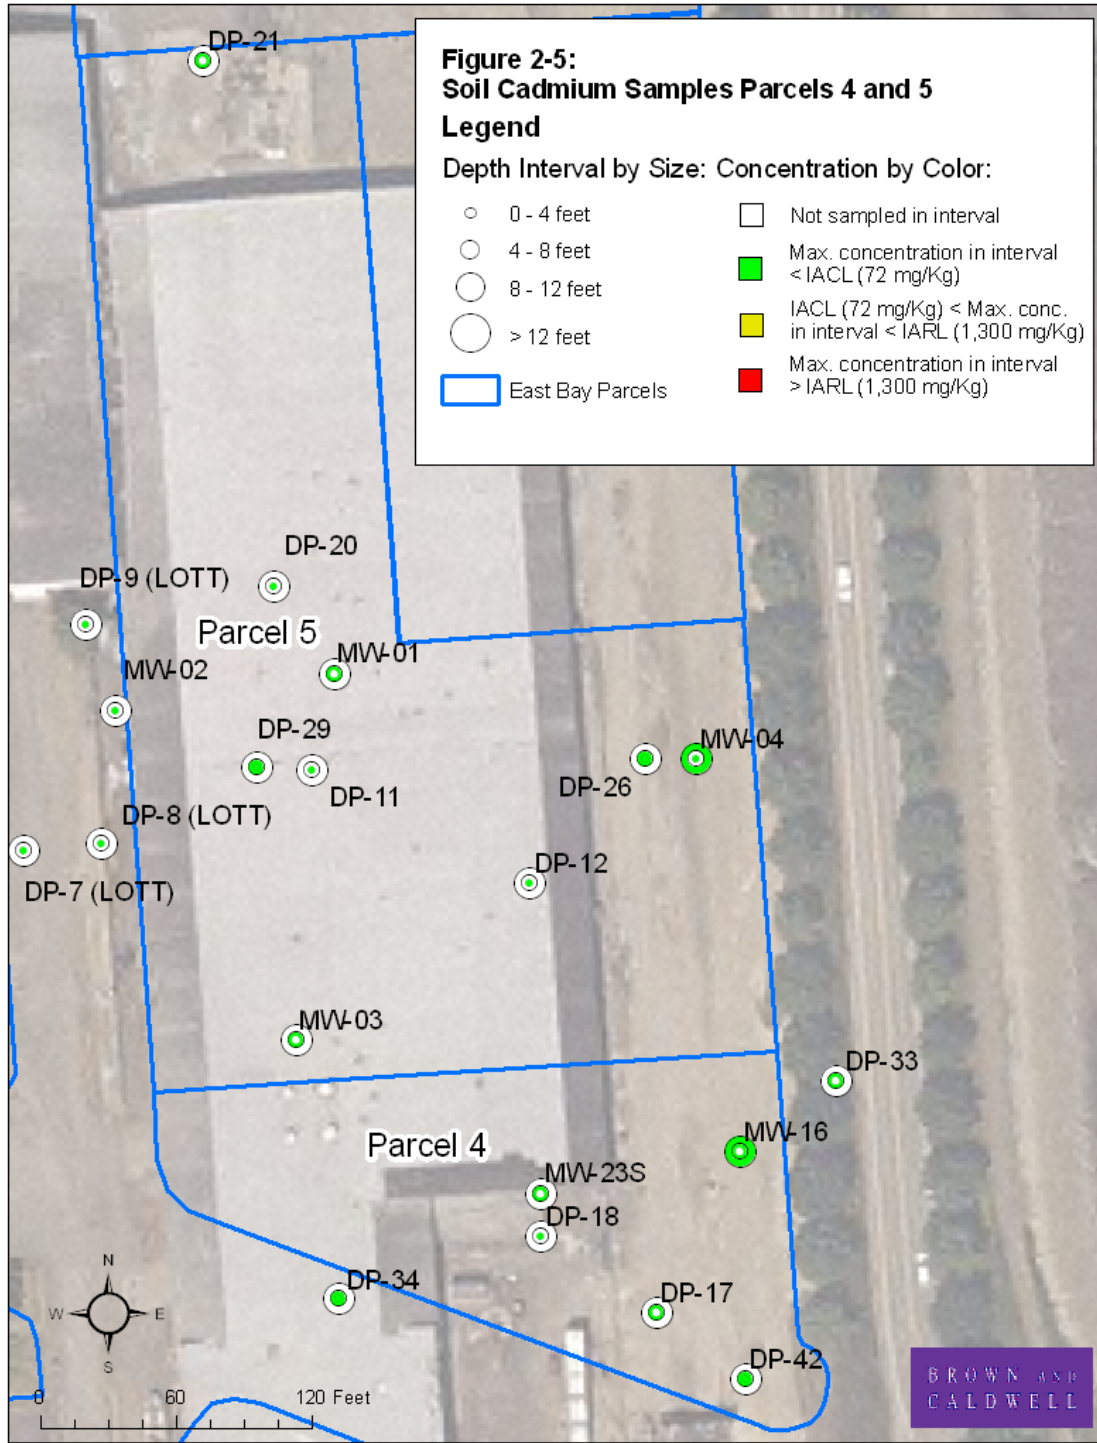 DP-21
Figure 2-5:
Soil Cadmium Samples Parcels 4 and 5
Legend
Depth Interval by Size: Concentration by Color:
0 - 4 feet
4 - 8 feet
8 - 12 feet
> 12 feet
East Bay Parcels
Not sampled in interval
Max. concentration in interval
< IACL (72 mg/Kg)
IACL (72 mg/Kg) < Max. conc.
in interval < IARL (1,300 mg/Kg)
Max. concentration in interval
> IARL (1,300 mg/Kg)
DP-20
DP-9 (LOTT)
Parcel 5
MW-01
MW-02
DP-29
MW-04
DP-26
DP-11
DP-8 (LOTT)
DP-12
DP-7 (LOTT)
MW-03
DP-33
MW-16
Parcel 4
MW-23S
DP-18
N
W
E
S
DP-34
DP-17
DP-42
0
60
120 Feet
BROWN AND
CALDWELL